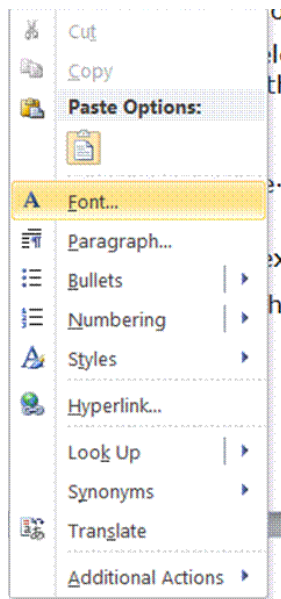 Cut
Copy
Paste Options:
Font...
Paragraph...
Bullets
Numbering
Styles
Hyperlink...
Look Up
Synonyms
Translate
Additional Actions